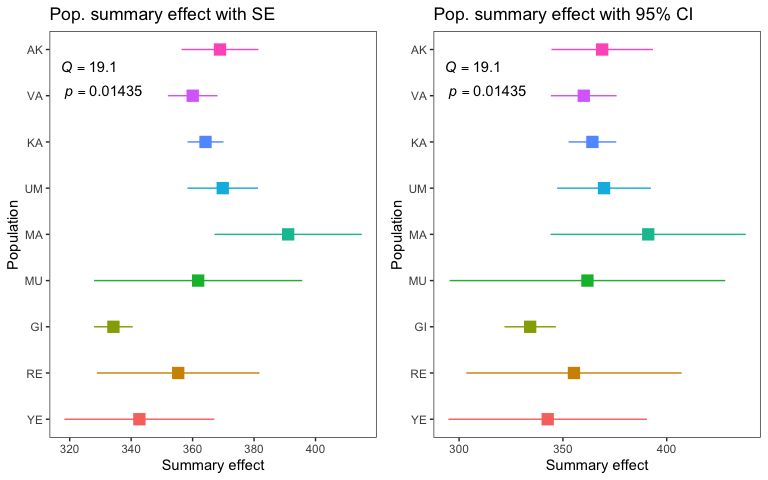 Pop. summary effect with SE
AK
VA
KA
UM
MA
MU
GI
RE
YE
Population
Q = 19.1
p = 0.01435
320 340 360 380 400
Summary effect
Pop. summary effect with 95% CI
AK
VA
KA
UM
MA
MU
GI
RE
YE
Population
Q = 19.1
p = 0.01435
300 350 400
Summary effect